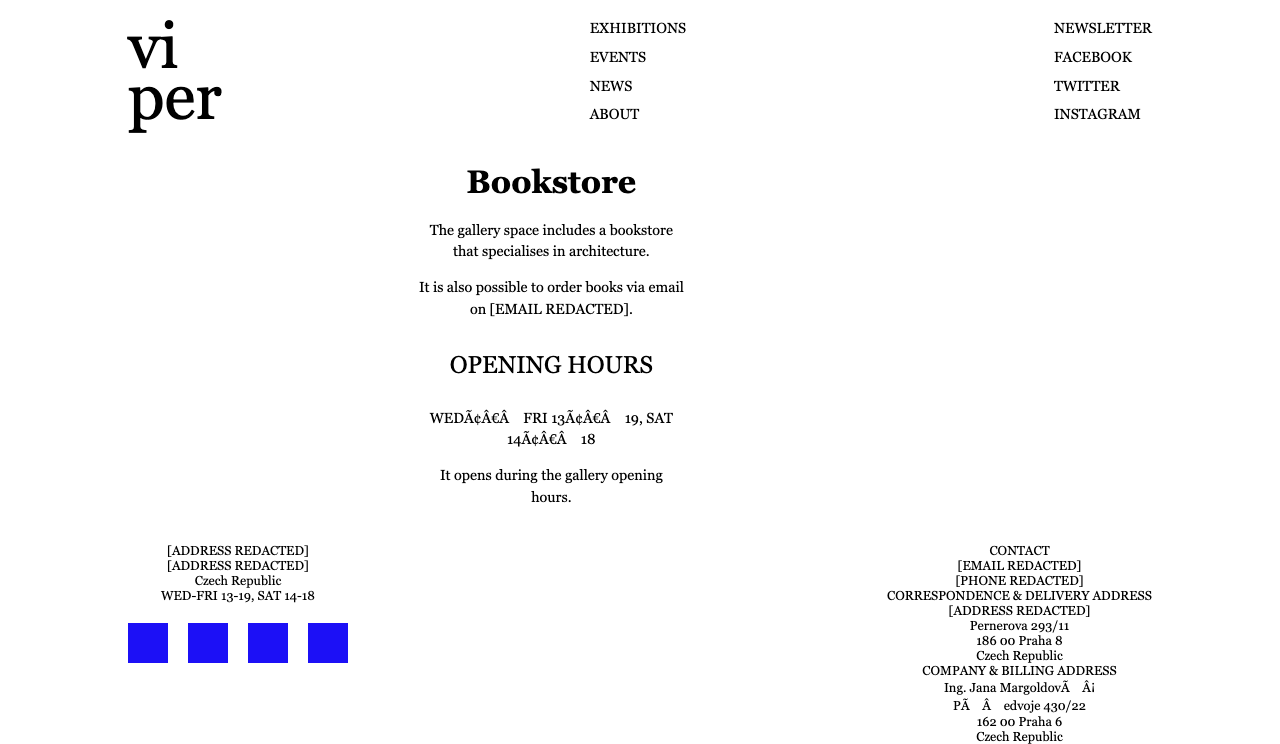 vi
per
EXHIBITIONS
EVENTS
NEWS
ABOUT
NEWSLETTER
FACEBOOK
TWITTER
INSTAGRAM
Bookstore
The gallery space includes a bookstore
that specialises in architecture.
It is also possible to order books via email
on [EMAIL REDACTED].
OPENING HOURS
WEDÃ¢Â€Â FRI 13Ã¢Â€Â 19, SAT
14Ã¢Â€Â 18
It opens during the gallery opening
hours.
[ADDRESS REDACTED]
[ADDRESS REDACTED]
Czech Republic
WED-FRI 13-19, SAT 14-18
CONTACT
[EMAIL REDACTED]
[PHONE REDACTED]
CORRESPONDENCE & DELIVERY ADDRESS
[ADDRESS REDACTED]
Pernerova 293/11
186 00 Praha 8
Czech Republic
COMPANY & BILLING ADDRESS
Ing. Jana MargoldovÃ Â¡
PÃ Â edvoje 430/22
162 00 Praha 6
Czech Republic